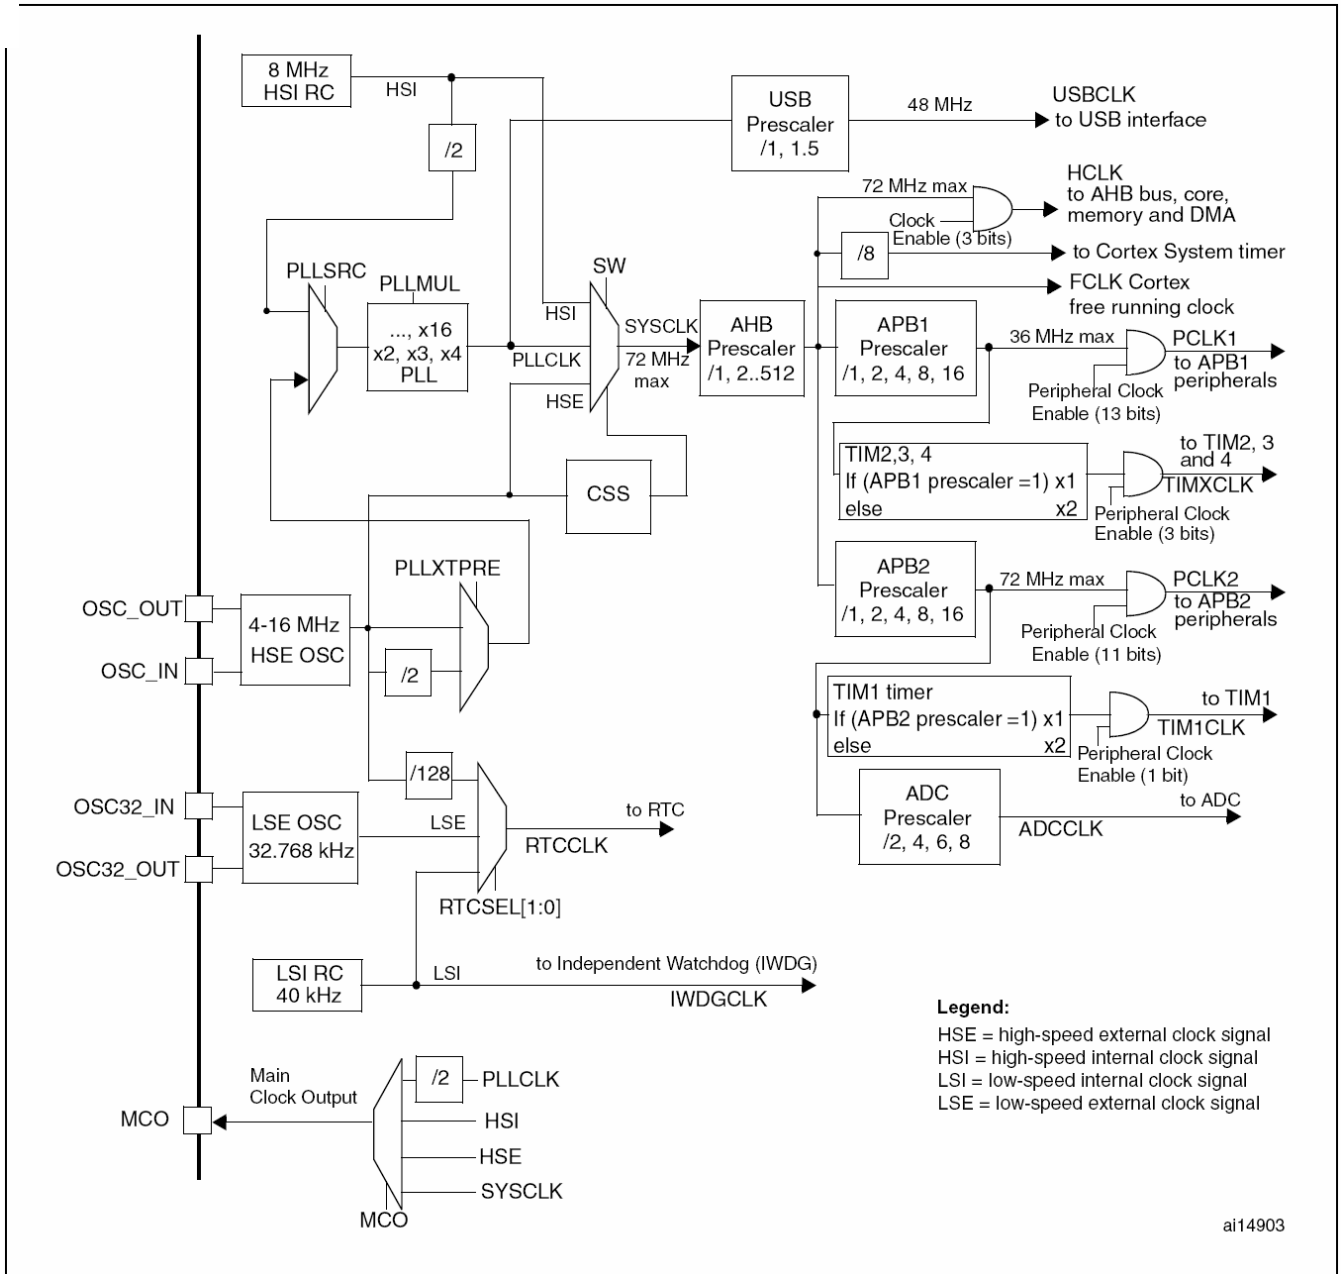 8 MHz
HSI RC
HSI
/2
USB
Prescaler
/1, 1.5
48 MHz
USBCLK
to USB interface
72 MHz max
Clock
Enable (3 bits)
HCLK
to AHB bus, core,
memory and DMA
/8
to Cortex System timer
FCLK Cortex
free running clock
PLLSRC
PLLMUL
..., x16
x2, x3, x4
PLL
SW
HSI
PLLCLK
HSE
SYSCLK
72 MHz
max
AHB
Prescaler
/1, 2..512
APB1
Prescaler
/1, 2, 4, 8, 16
36 MHz max
PCLK1
to APB1
peripherals
Peripheral Clock
Enable (13 bits)
TIM2,3, 4
If (APB1 prescaler =1) x1
else x2
to TIM2, 3
and 4
TIMXCLK
Peripheral Clock
Enable (3 bits)
CSS
PLLXTPRE
OSC_OUT
OSC_IN
4-16 MHz
HSE OSC
/2
APB2
Prescaler
/1, 2, 4, 8, 16
72 MHz max
PCLK2
to APB2
peripherals
Peripheral Clock
Enable (11 bits)
TIM1 timer
If (APB2 prescaler =1) x1
else x2
to TIM1
TIM1CLK
Peripheral Clock
Enable (1 bit)
ADC
Prescaler
/2, 4, 6, 8
to ADC
ADCCLK
/128
OSC32_IN
OSC32_OUT
LSE OSC
32.768 kHz
LSE
to RTC
RTCCLK
RTCSEL[1:0]
LSI RC
40 kHz
LSI
to Independent Watchdog (IWDG)
IWDGCLK
Legend:
HSE = high-speed external clock signal
HSI = high-speed internal clock signal
LSI = low-speed internal clock signal
LSE = low-speed external clock signal
Main
Clock Output
MCO
/2
PLLCLK
HSI
HSE
SYSCLK
MCO
ai14903